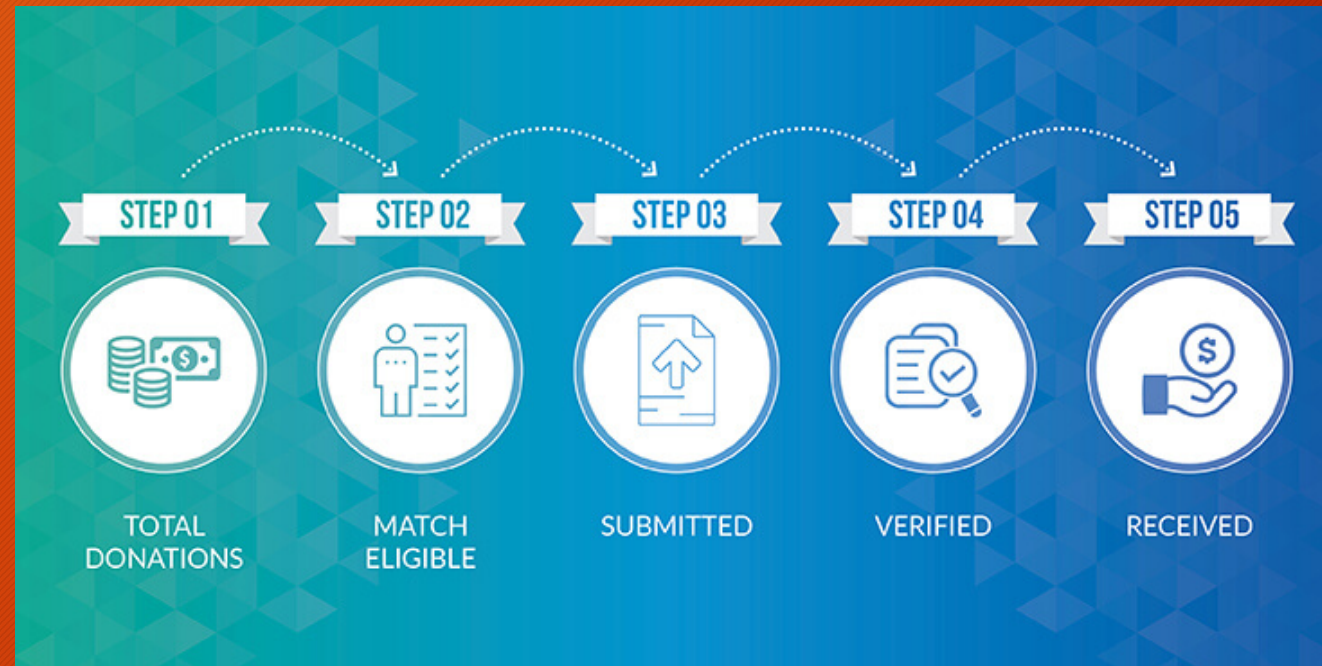 STEP 01
STEP 02
STEP 03
STEP 04
STEP 05
TOTAL
DONATIONS
MATCH
ELIGIBLE
SUBMITTED
VERIFIED
RECEIVED